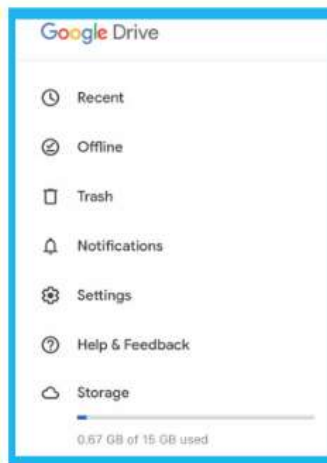 Google Drive
Recent
Offline
Trash
Notifications
Settings
Help & Feedback
Storage
0.67 GB of 15 GB used